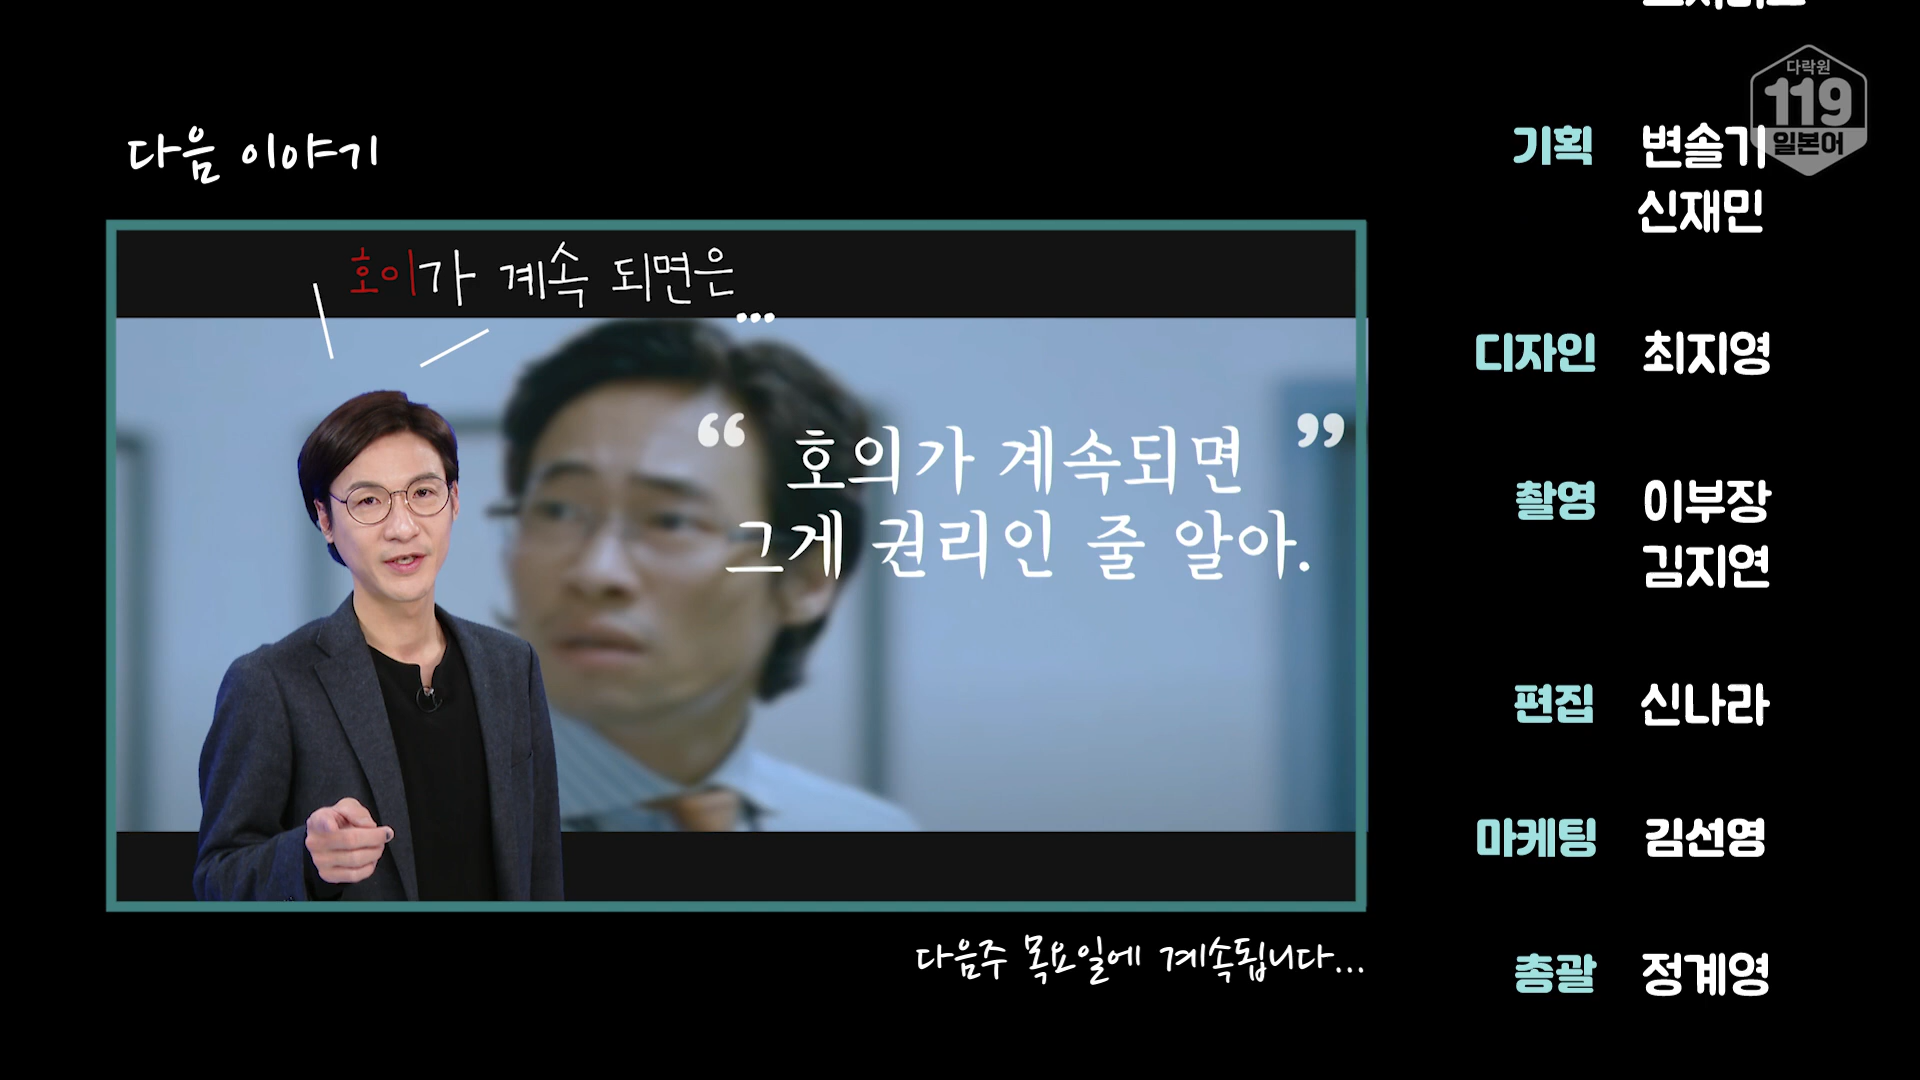 다음 이야기
호이가 계속 되면은
...
“ 호의가 계속되면 ”
그게 권리인 줄 알아.
다음주 목요일에 계속됩니다...
다락원
119
일본어
기획 변솔기
신재민
디자인 최지영
촬영 이부장
김지연
편집 신나라
마케팅 김선영
총괄 정계영